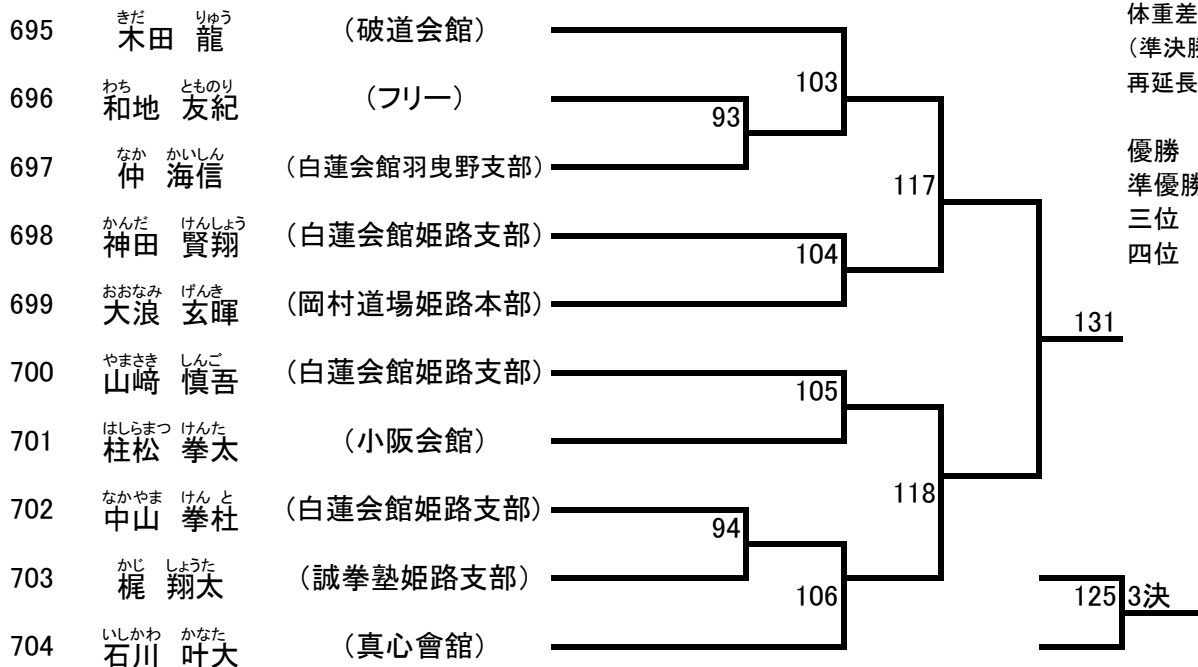 体重差
きだ りゅう
695 木田 龍 (破道会館)
(準決勝
103
再延長
わち とものり
696 和地 友紀 (フリー)
93
なか かいしん
697 仲 海信 (白蓮会館羽曳野支部)
優勝
準優勝
三位
四位
117
かんだ けんしょう
698 神田 賢翔 (白蓮会館姫路支部)
104
おおなみ げんき
699 大浪 玄暉 (岡村道場姫路本部)
131
やまさき しんご
700 山﨑 慎吾 (白蓮会館姫路支部)
105
はしらまつ けんた
701 柱松 拳太 (小阪会館)
118
なかやま けん と
702 中山 拳杜 (白蓮会館姫路支部)
94
かじ しょうた
703 梶 翔太 (誠拳塾姫路支部)
106
125 3決
いしかわ かなた
704 石川 叶大 (真心會舘)